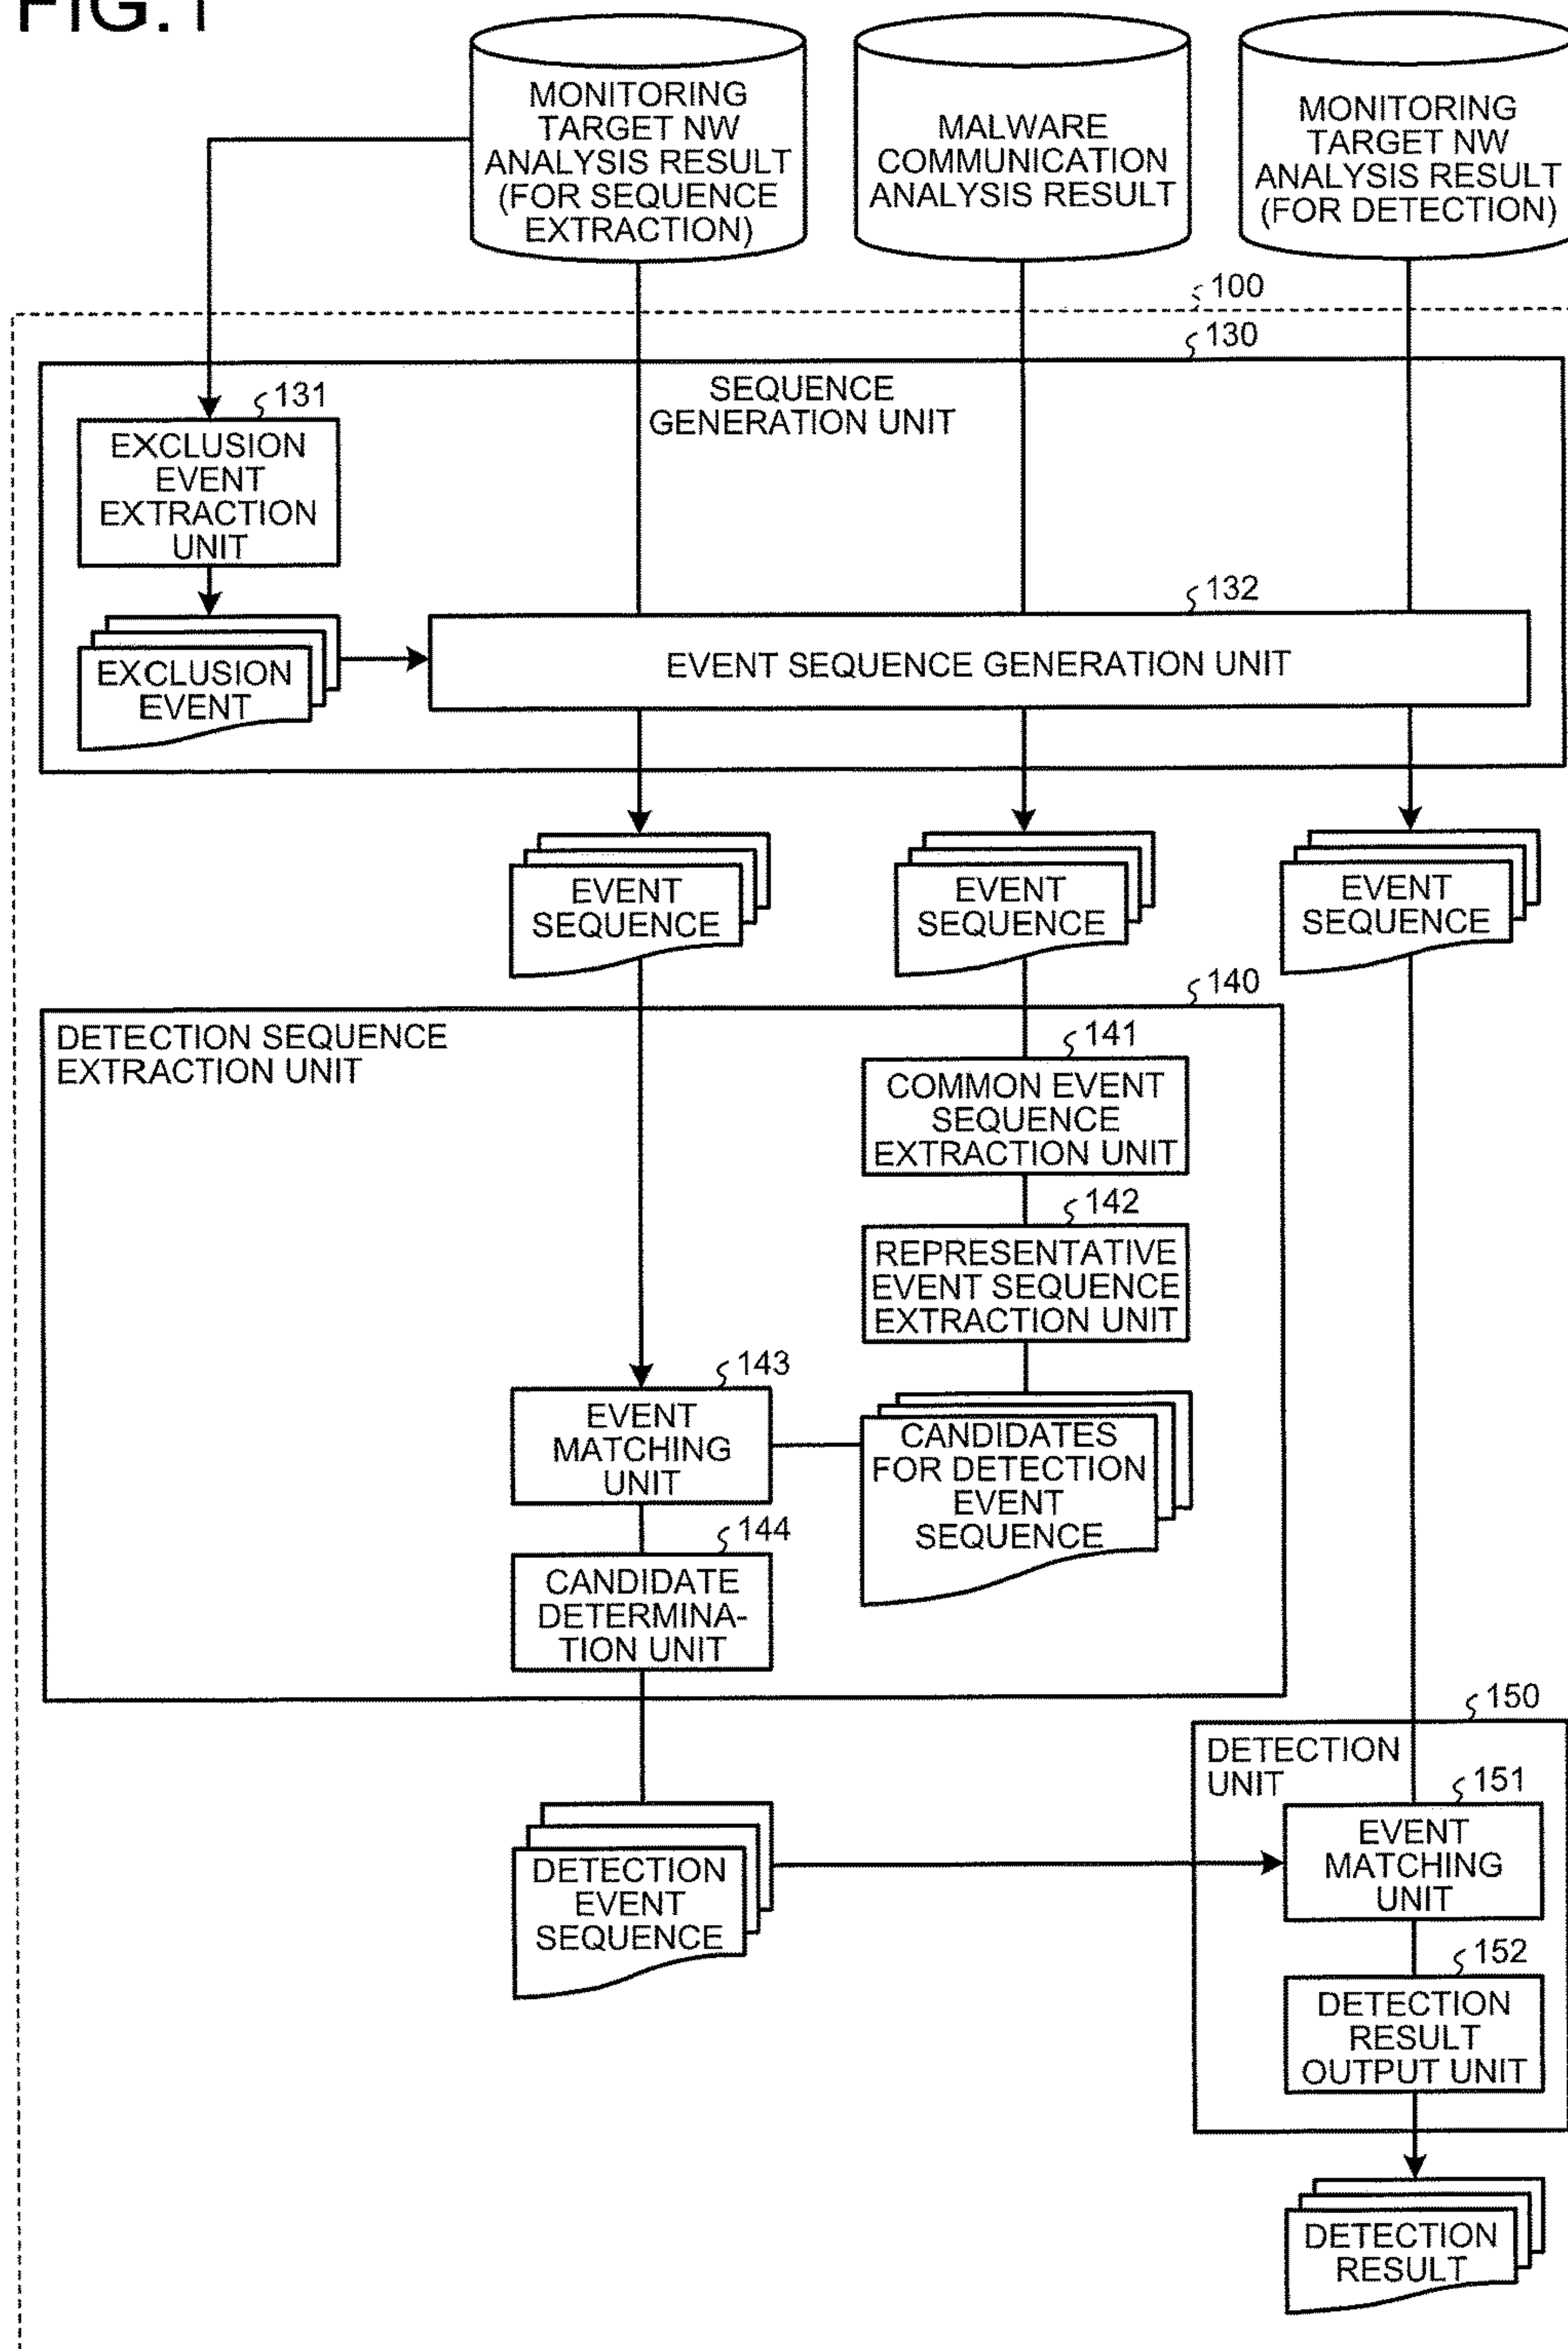 FIG.1
MONITORING
TARGET NW
ANALYSIS RESULT
(FOR SEQUENCE
EXTRACTION)
MALWARE
COMMUNICATION
ANALYSIS RESULT
MONITORING
TARGET NW
ANALYSIS RESULT
(FOR DETECTION)
100
130
SEQUENCE
GENERATION UNIT
131
EXCLUSION
EVENT
EXTRACTION
UNIT
132
EXCLUSION
EVENT
EVENT SEQUENCE GENERATION UNIT
EVENT
SEQUENCE
EVENT
SEQUENCE
EVENT
SEQUENCE
140
DETECTION SEQUENCE
EXTRACTION UNIT
141
COMMON EVENT
SEQUENCE
EXTRACTION UNIT
142
REPRESENTATIVE
EVENT SEQUENCE
EXTRACTION UNIT
143
EVENT
MATCHING
UNIT
CANDIDATES
FOR DETECTION
EVENT
SEQUENCE
144
CANDIDATE
DETERMINA-
TION UNIT
150
DETECTION
UNIT
151
EVENT
MATCHING
UNIT
DETECTION
EVENT
SEQUENCE
152
DETECTION
RESULT
OUTPUT UNIT
DETECTION
RESULT